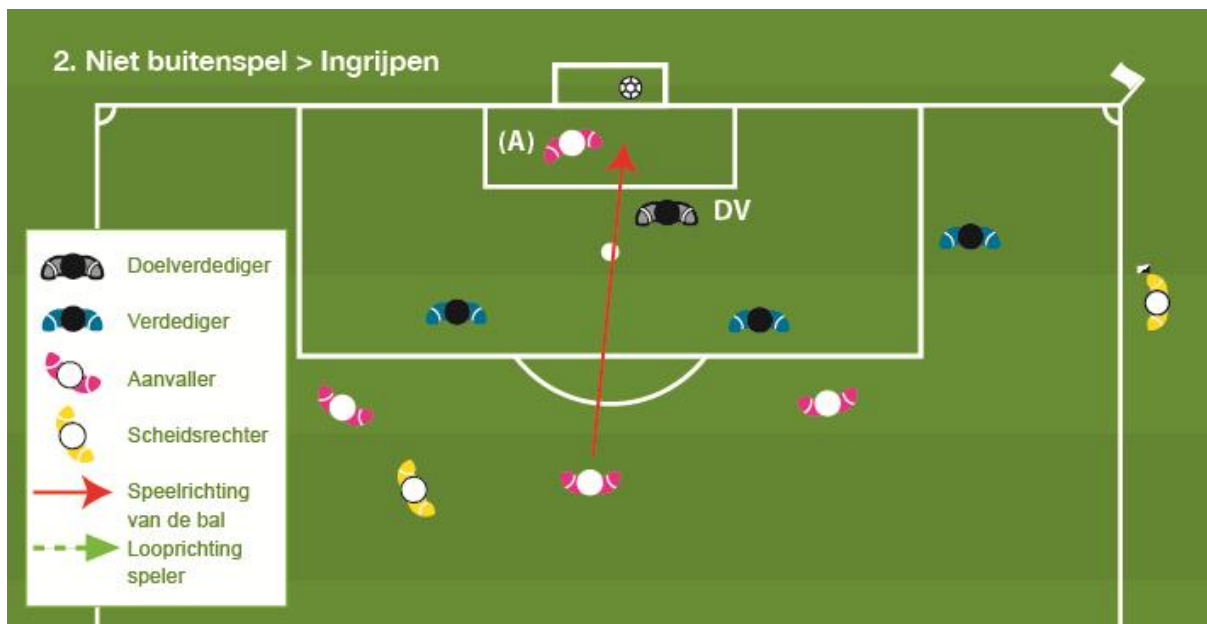 2. Niet buitenspel > Ingrijpen
(A)
DV
Doelverdediger
Verdediger
Aanvaller
Scheidsrechter
Speelrichting
van de bal
Looprichting
speler